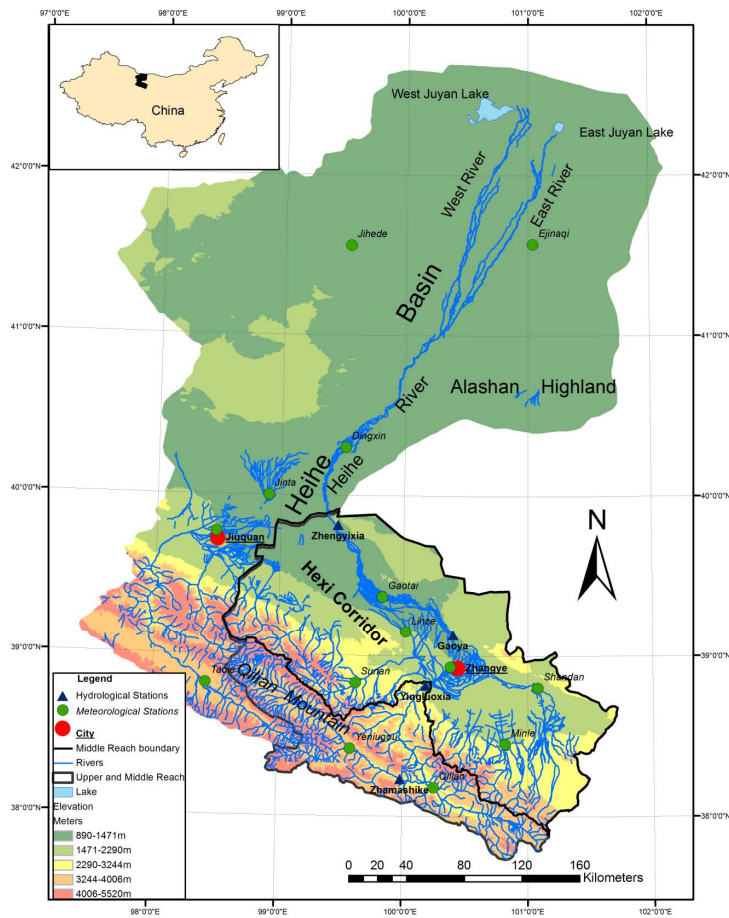 97°0'0"E 98°0'0"E 99°0'0"E 100°0'0"E 101°0'0"E 102°0'0"E
China
West Juyan Lake
East Juyan Lake
42°0'0"N 42°0'0"N
West River
East River
Jihede
Ejinaqi
Basin
41°0'0"N 41°0'0"N
River
Alashan Highland
Dingxin
Heihe
Heihe
Jinta
40°0'0"N 40°0'0"N
Jiuquan
Zhengyixia
N
Hexi Corridor
Gaotai
Linze
Gaoya
39°0'0"N 39°0'0"N
Zhangye
Tuole
Sunan
Shandan
Yingluoxia
Qilian Mountain
Yeniugou
Minle
Zhamashike
Qilian
38°0'0"N 38°0'0"N
Legend
Hydrological Stations
Meteorological Stations
City
Middle Reach boundary
Rivers
Upper and Middle Reach
Lake
Elevation
Meters
890-1471m
1471-2290m
2290-3244m
3244-4006m
4006-5520m
0 20 40 80 120 160
Kilometers
98°0'0"E 99°0'0"E 100°0'0"E 101°0'0"E 102°0'0"E